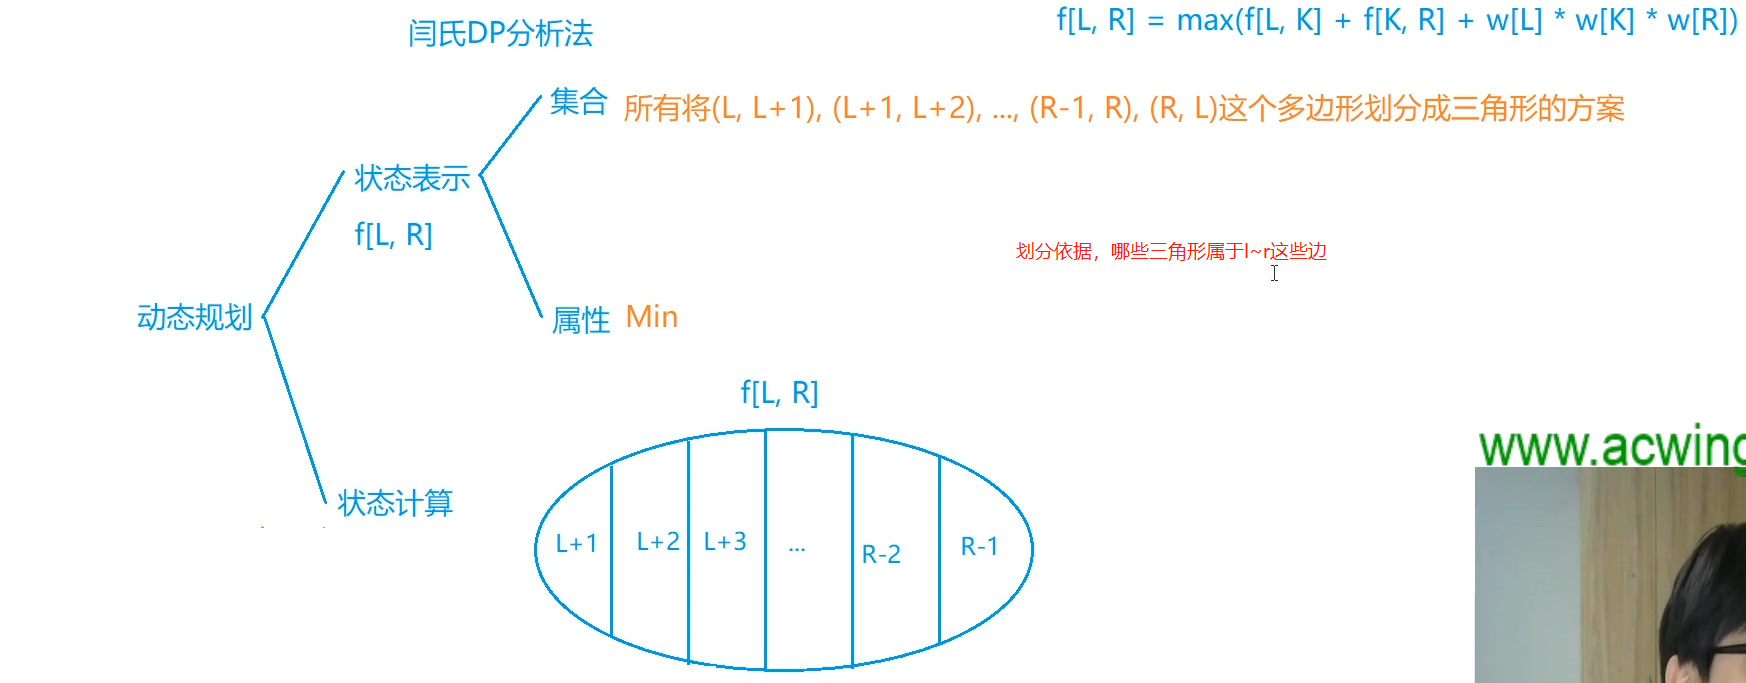 闫氏DP分析法
f[L, R] = max(f[L, K] + f[K, R] + w[L] * w[K] * w[R])
集合 所有将(L, L+1), (L+1, L+2), ..., (R-1, R), (R, L)这个多边形划分成三角形的方案
状态表示
f[L, R]
划分依据，哪些三角形属于l~r这些边
动态规划
属性 Min
f[L, R]
状态计算
L+1 L+2 L+3 ... R-2 R-1
www.acwing